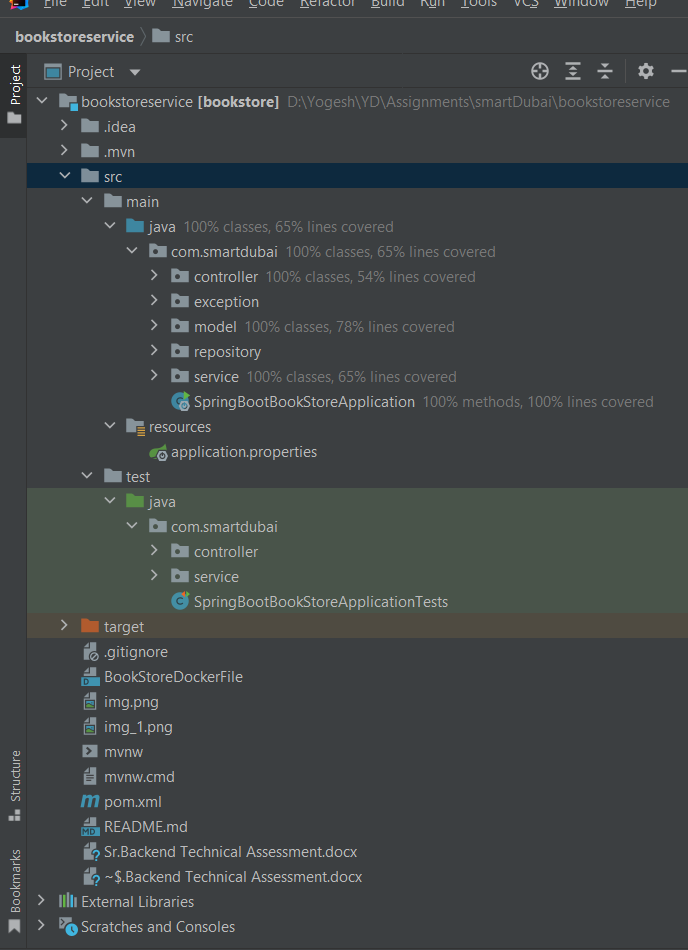 File Edit View Navigate Code Refactor Build Run Tools VCS Window Help
bookstoreservice src
Project
Project
bookstoreservice [bookstore] D:\Yogesh\YD\Assignments\smartDubai\bookstoreservice
.idea
.mvn
src
main
java 100% classes, 65% lines covered
com.smartdubai 100% classes, 65% lines covered
controller 100% classes, 54% lines covered
exception
model 100% classes, 78% lines covered
repository
service 100% classes, 65% lines covered
SpringBootBookStoreApplication 100% methods, 100% lines covered
resources
application.properties
test
java
com.smartdubai
controller
service
SpringBootBookStoreApplicationTests
target
.gitignore
BookStoreDockerFile
img.png
img_1.png
mvnw
mvnw.cmd
pom.xml
README.md
Sr.Backend Technical Assessment.docx
~$.Backend Technical Assessment.docx
External Libraries
Scratches and Consoles
Structure
Bookmarks